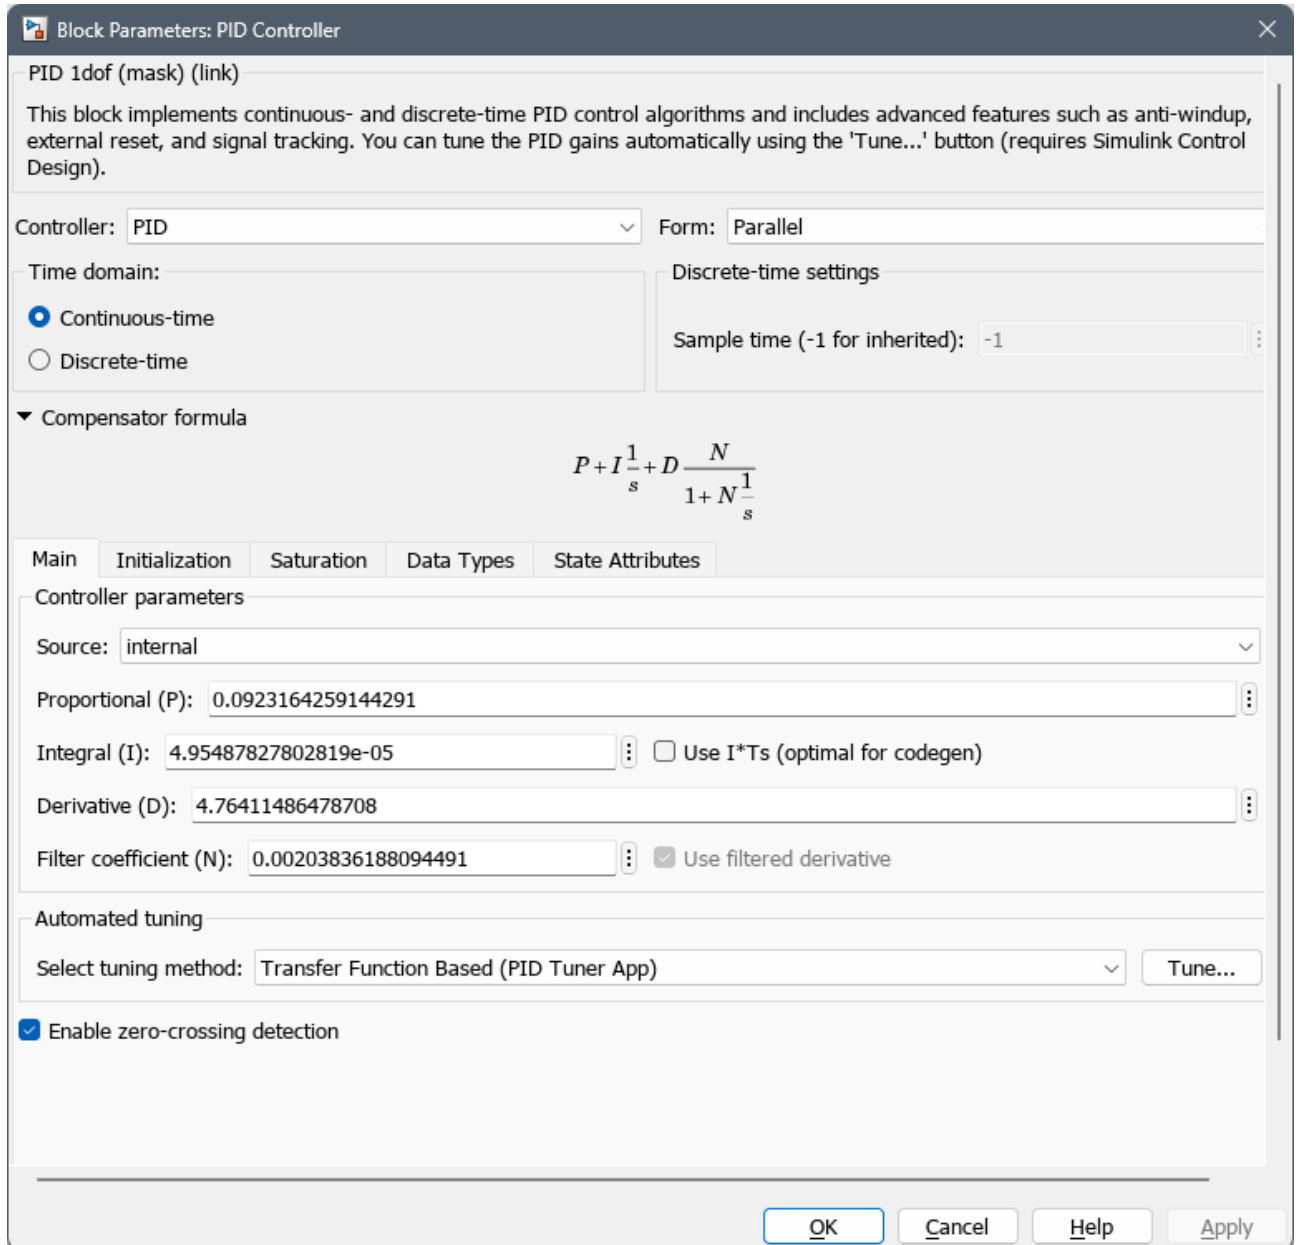 Block Parameters: PID Controller
PID 1dof (mask) (link)
This block implements continuous- and discrete-time PID control algorithms and includes advanced features such as anti-windup,
external reset, and signal tracking. You can tune the PID gains automatically using the 'Tune...' button (requires Simulink Control
Design).
Controller: PID Form: Parallel
Time domain: Discrete-time settings
Continuous-time
Sample time (-1 for inherited): -1
Discrete-time
Compensator formula
P + I 1/s + D N/(1 + N 1/s)
Main Initialization Saturation Data Types State Attributes
Controller parameters
Source: internal
Proportional (P): 0.0923164259144291
Integral (I): 4.95487827802819e-05 Use I*Ts (optimal for codegen)
Derivative (D): 4.76411486478708
Filter coefficient (N): 0.00203836188094491 Use filtered derivative
Automated tuning
Select tuning method: Transfer Function Based (PID Tuner App) Tune...
Enable zero-crossing detection
OK Cancel Help Apply